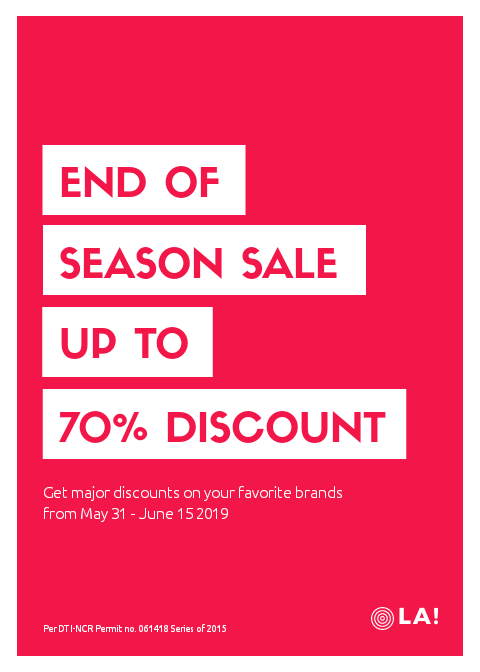 END OF
SEASON SALE
UP TO
70% DISCOUNT
Get major discounts on your favorite brands
from May 31 - June 15 2019
Per DTI-NCR Permit no. 061418 Series of 2015
OLA!